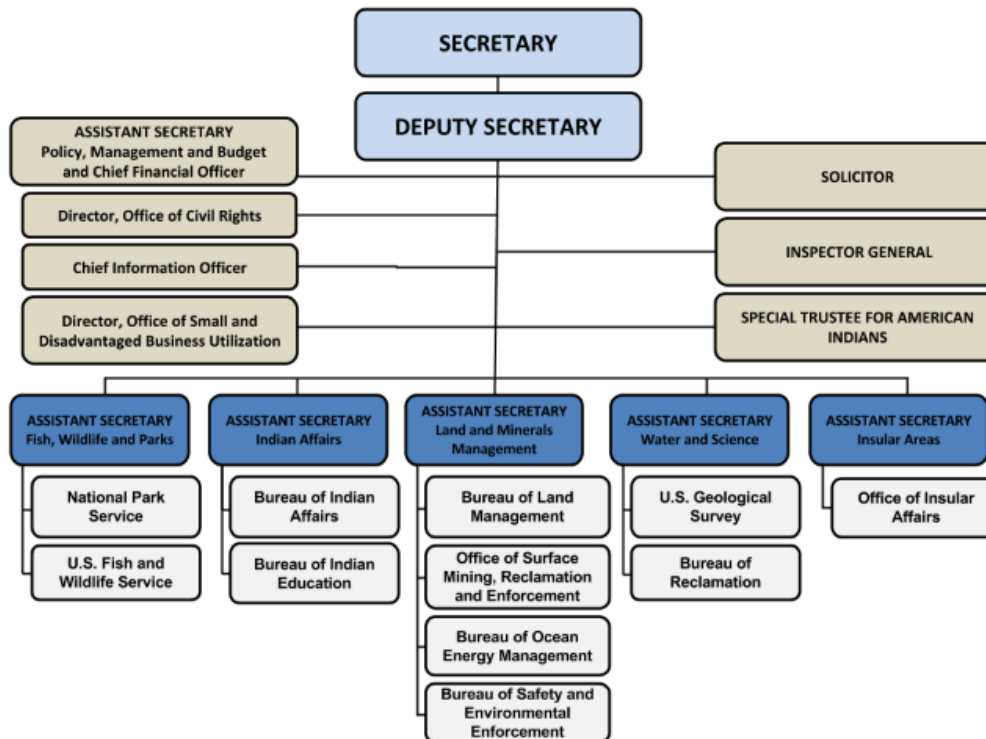 SECRETARY
DEPUTY SECRETARY
ASSISTANT SECRETARY
Policy, Management and Budget
and Chief Financial Officer
Director, Office of Civil Rights
Chief Information Officer
Director, Office of Small and
Disadvantaged Business Utilization
SOLICITOR
INSPECTOR GENERAL
SPECIAL TRUSTEE FOR AMERICAN
INDIANS
ASSISTANT SECRETARY
Fish, Wildlife and Parks
National Park
Service
U.S. Fish and
Wildlife Service
ASSISTANT SECRETARY
Indian Affairs
Bureau of Indian
Affairs
Bureau of Indian
Education
ASSISTANT SECRETARY
Land and Minerals
Management
Bureau of Land
Management
Office of Surface
Mining, Reclamation
and Enforcement
Bureau of Ocean
Energy Management
Bureau of Safety and
Environmental
Enforcement
ASSISTANT SECRETARY
Water and Science
U.S. Geological
Survey
Bureau of
Reclamation
ASSISTANT SECRETARY
Insular Areas
Office of Insular
Affairs